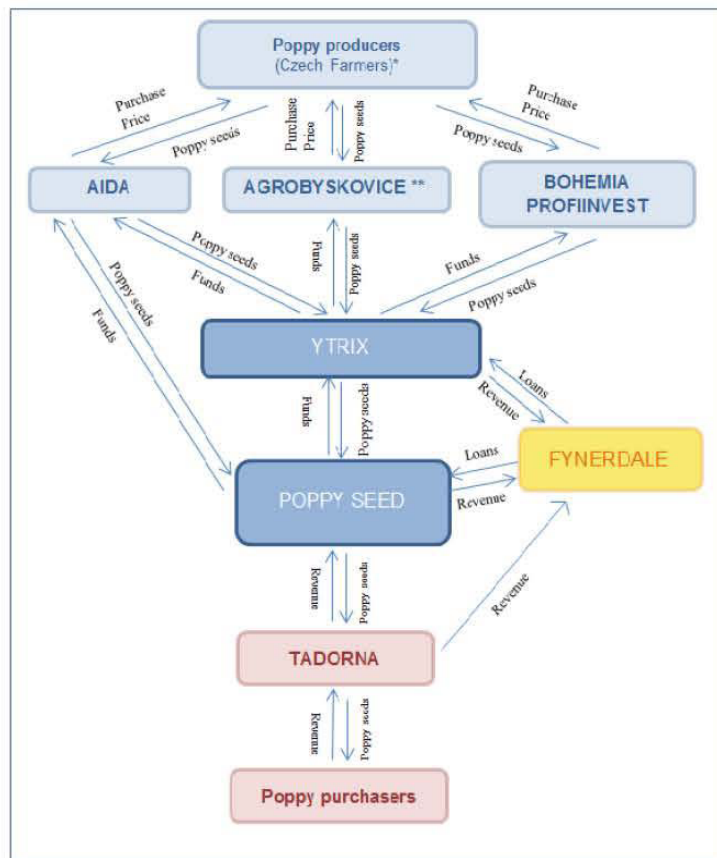 Poppy producers
(Czech Farmers)*
Purchase
Price
Poppy seeds
Purchase
Price
Poppy seeds
Purchase
Price
Poppy seeds
AIDA
AGROBYSKOVICE **
BOHEMIA
PROFIINVEST
Poppy seeds
Funds
Poppy seeds
Funds
Funds
Poppy seeds
Funds
Poppy seeds
YTRIX
Loans
Revenue
Funds
Poppy seeds
Loans
FYNERDALE
POPPY SEED
Revenue
Revenue
Poppy seeds
Revenue
TADORNA
Revenue
Poppy seeds
Poppy purchasers